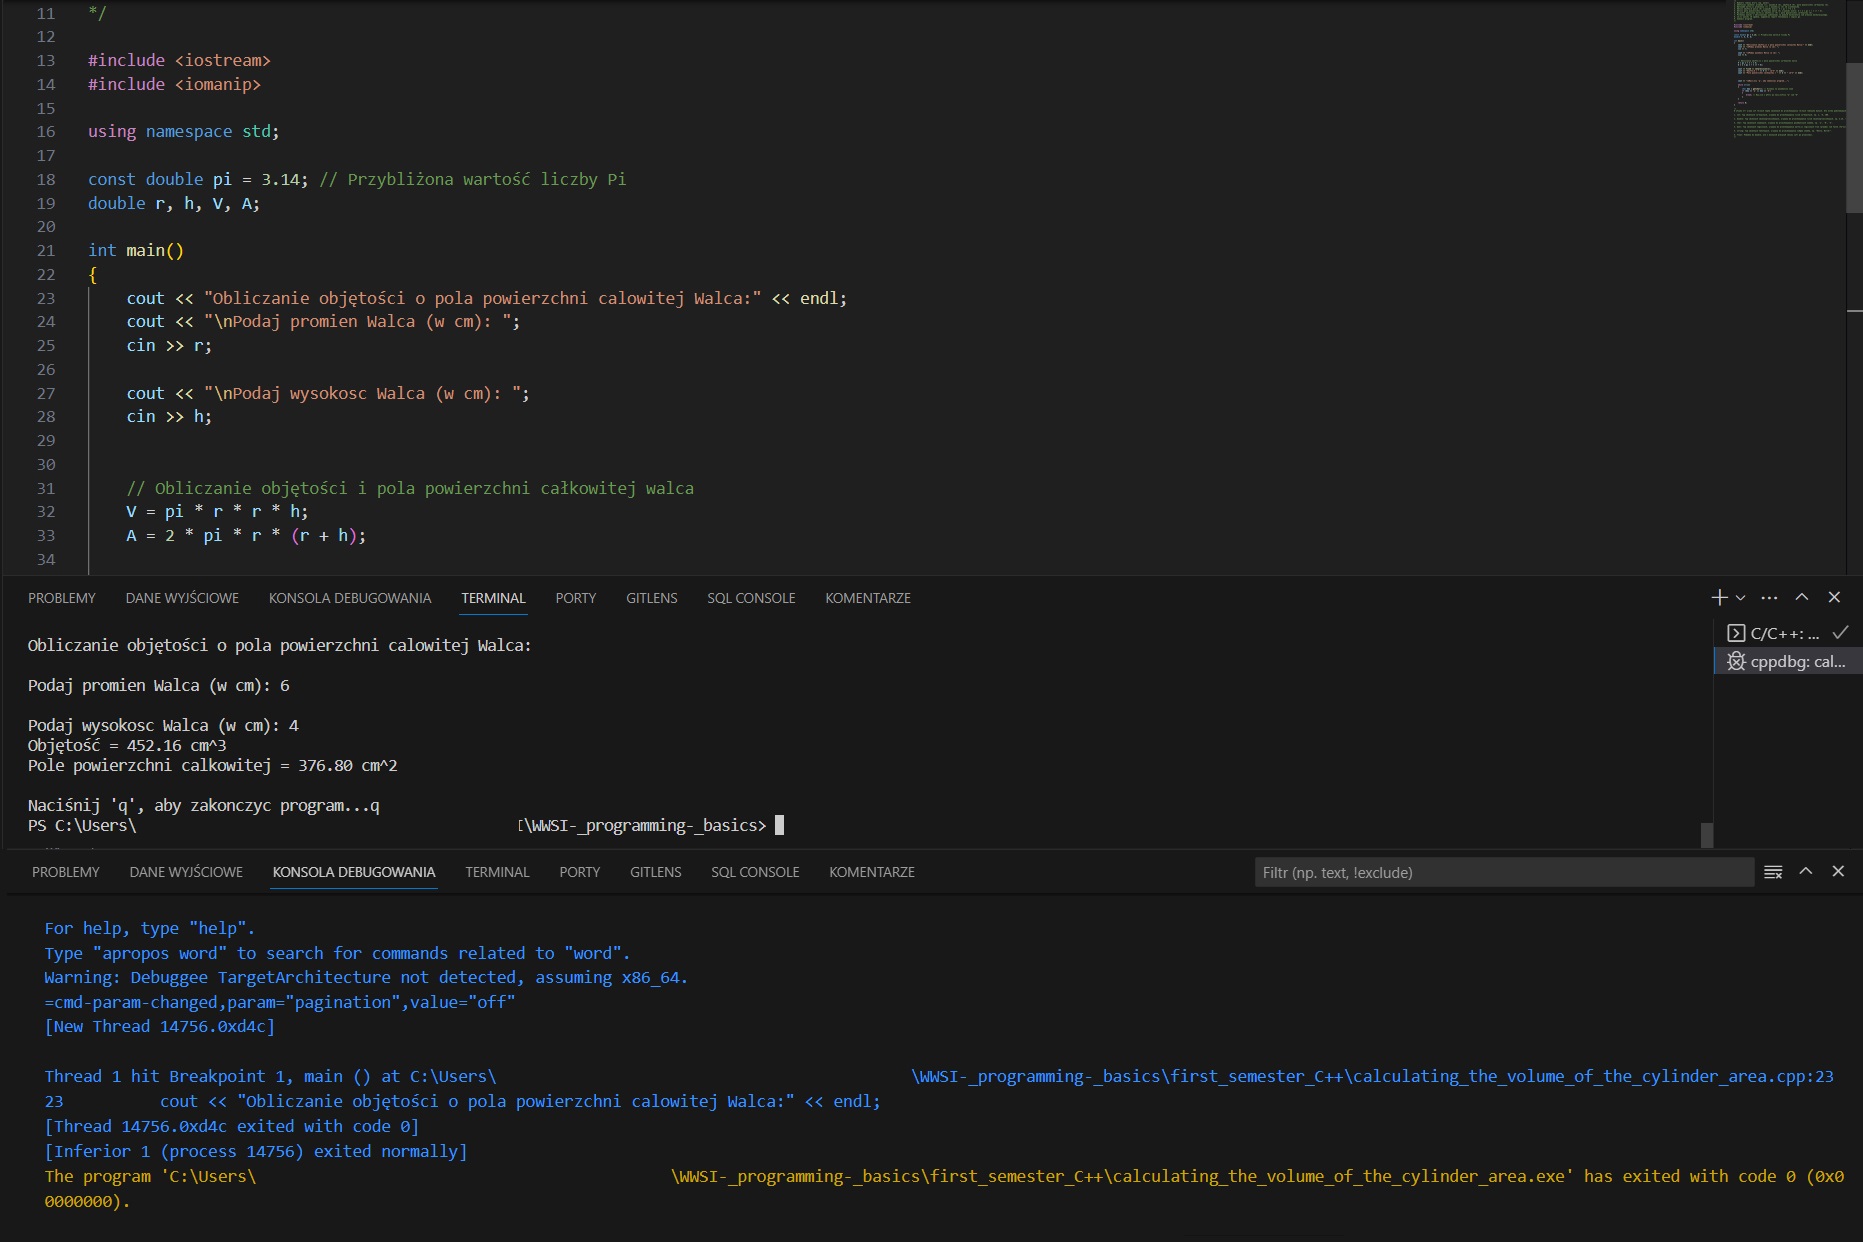 11 */
12
13 #include <iostream>
14 #include <iomanip>
15
16 using namespace std;
17
18 const double pi = 3.14; // Przybliżona wartość liczby Pi
19 double r, h, V, A;
20
21 int main()
22 {
23 cout << "Obliczanie objętości o pola powierzchni calowitej Walca:" << endl;
24 cout << "\nPodaj promien Walca (w cm): ";
25 cin >> r;
26
27 cout << "\nPodaj wysokosc Walca (w cm): ";
28 cin >> h;
29
30
31 // Obliczanie objętości i pola powierzchni całkowitej walca
32 V = pi * r * r * h;
33 A = 2 * pi * r * (r + h);
34
PROBLEMY DANE WYJŚCIOWE KONSOLA DEBUGOWANIA TERMINAL PORTY GITLENS SQL CONSOLE KOMENTARZE
C/C++: ...
cppdbg: cal...
Obliczanie objętości o pola powierzchni calowitej Walca:
Podaj promien Walca (w cm): 6
Podaj wysokosc Walca (w cm): 4
Objętość = 452.16 cm^3
Pole powierzchni calkowitej = 376.80 cm^2
Naciśnij 'q', aby zakonczyc program...q
PS C:\Users\ \WWSI-_programming-_basics>
PROBLEMY DANE WYJŚCIOWE KONSOLA DEBUGOWANIA TERMINAL PORTY GITLENS SQL CONSOLE KOMENTARZE Filtr (np. text, !exclude)
For help, type "help".
Type "apropos word" to search for commands related to "word".
Warning: Debuggee TargetArchitecture not detected, assuming x86_64.
=cmd-param-changed,param="pagination",value="off"
[New Thread 14756.0xd4c]
Thread 1 hit Breakpoint 1, main () at C:\Users\ \WWSI-_programming-_basics\first_semester_C++\calculating_the_volume_of_the_cylinder_area.cpp:23
23 cout << "Obliczanie objętości o pola powierzchni calowitej Walca:" << endl;
[Thread 14756.0xd4c exited with code 0]
[Inferior 1 (process 14756) exited normally]
The program 'C:\Users\ \WWSI-_programming-_basics\first_semester_C++\calculating_the_volume_of_the_cylinder_area.exe' has exited with code 0 (0x0
0000000).